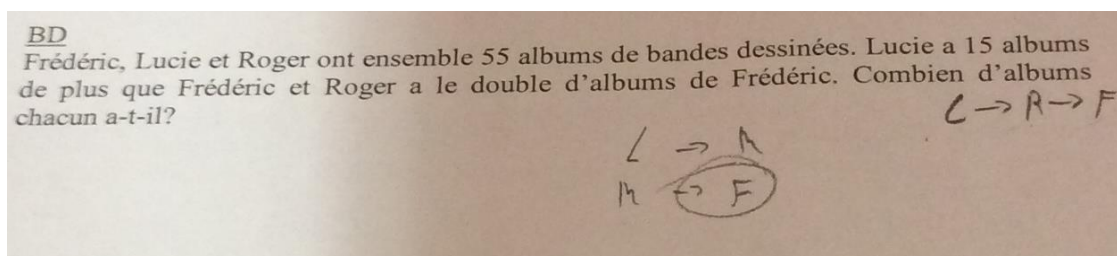 BD
Frédéric, Lucie et Roger ont ensemble 55 albums de bandes dessinées. Lucie a 15 albums
de plus que Frédéric et Roger a le double d'albums de Frédéric. Combien d'albums
chacun a-t-il?
L → R → F
L → R
R → F